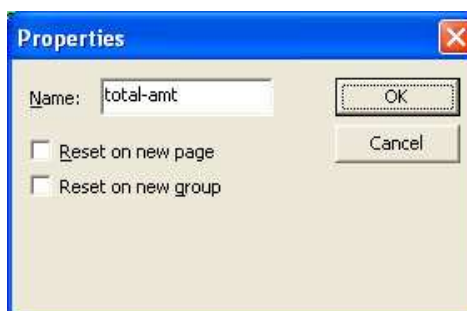 Properties
Name: total-amt OK
Reset on new page Cancel
Reset on new group